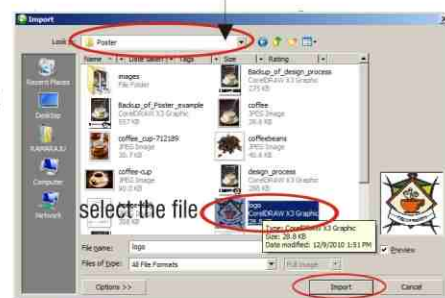 Import
Look in: Poster
Name Date taken Tags Size Rating
images
File Folder
Backup_of_design_process
CorelDRAW X3 Graphic
Backup_of_Poster_example
CorelDRAW X3 Graphic
557 KB
coffee
JPEG Image
coffee_cup-712189
JPEG Image
coffeebeans
JPEG Image
coffee-cup
JPEG Image
design_process
CorelDRAW X3 Graphic
Recent Places
Desktop
RAMARAJU
Computer
Network
select the file
logo
CorelDRAW X3 Graphic
Type: CorelDRAW X3 Graphic
Size: 28.8 KB
Date modified: 12/9/2010 1:51 PM
File name: logo
Files of type: All File Formats
Full Image
Preview
Options >>
Import
Cancel